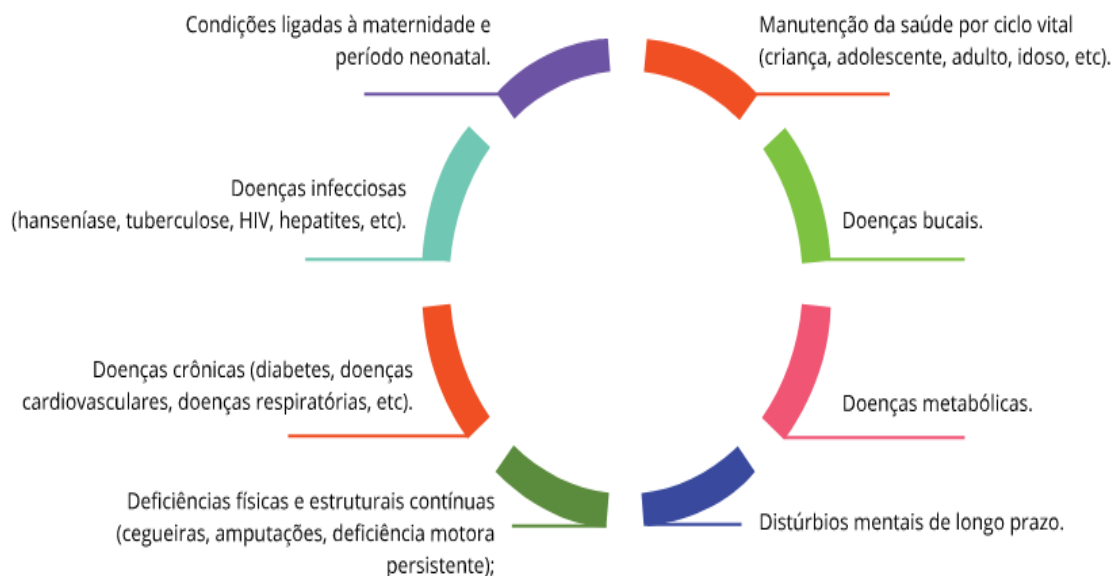 Condições ligadas à maternidade e
período neonatal.
Manutenção da saúde por ciclo vital
(criança, adolescente, adulto, idoso, etc).
Doenças infecciosas
(hanseníase, tuberculose, HIV, hepatites, etc).
Doenças bucais.
Doenças crônicas (diabetes, doenças
cardiovasculares, doenças respiratórias, etc).
Doenças metabólicas.
Deficiências físicas e estruturais contínuas
(cegueiras, amputações, deficiência motora
persistente);
Distúrbios mentais de longo prazo.